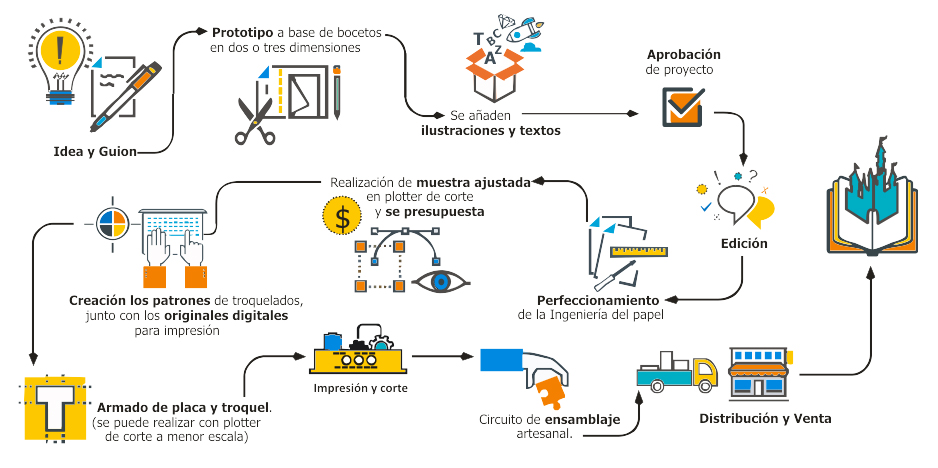 Idea y Guion
Prototipo a base de bocetos
en dos o tres dimensiones
T B C
A Z
Se añaden
ilustraciones y textos
Aprobación
de proyecto
! ?
Edición
Perfeccionamiento
de la Ingeniería del papel
Realización de muestra ajustada
en plotter de corte
y se presupuesta
$
Creación los patrones de troquelados,
junto con los originales digitales
para impresión
T
Armado de placa y troquel.
(se puede realizar con plotter
de corte a menor escala)
Impresión y corte
Circuito de ensamblaje
artesanal.
Distribución y Venta